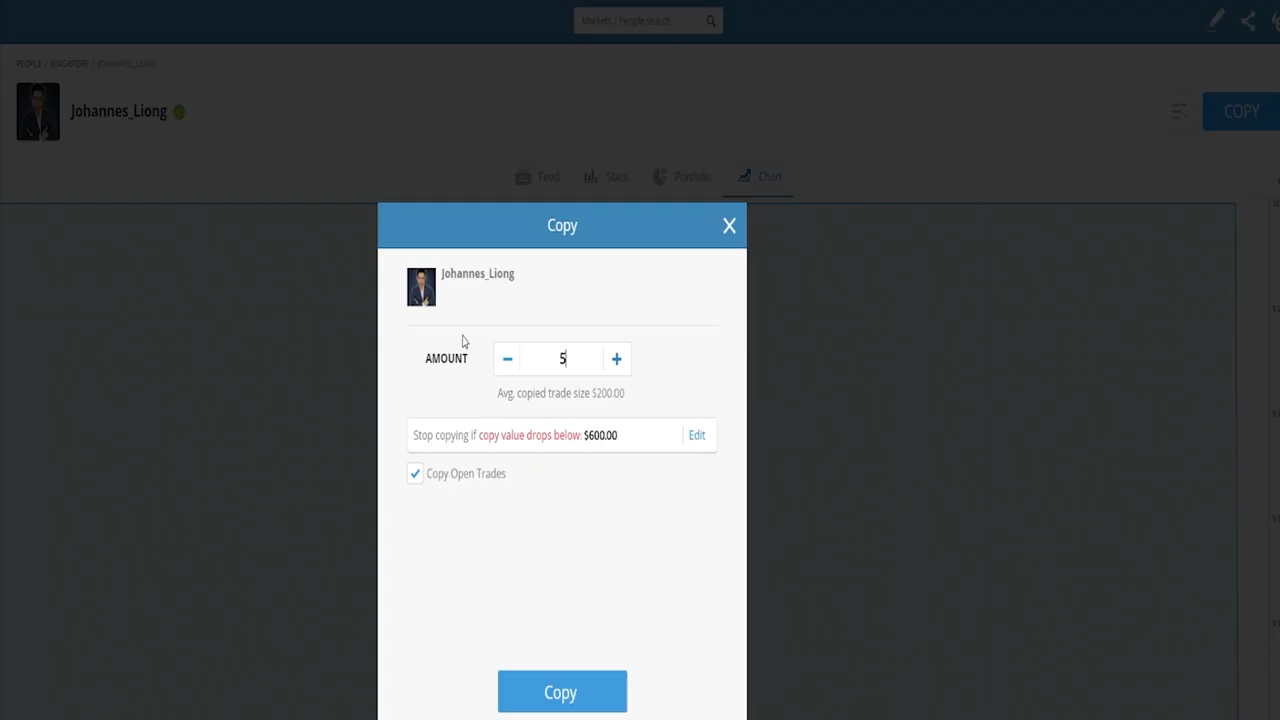 Markets / People search
PEOPLE / SINGAPORE / JOHANNES_LIONG
Johannes_Liong
COPY
Feed
Stats
Portfolio
Chart
Copy
X
Johannes_Liong
AMOUNT
− 5 +
Avg. copied trade size $200.00
Stop copying if copy value drops below: $600.00
Edit
Copy Open Trades
Copy